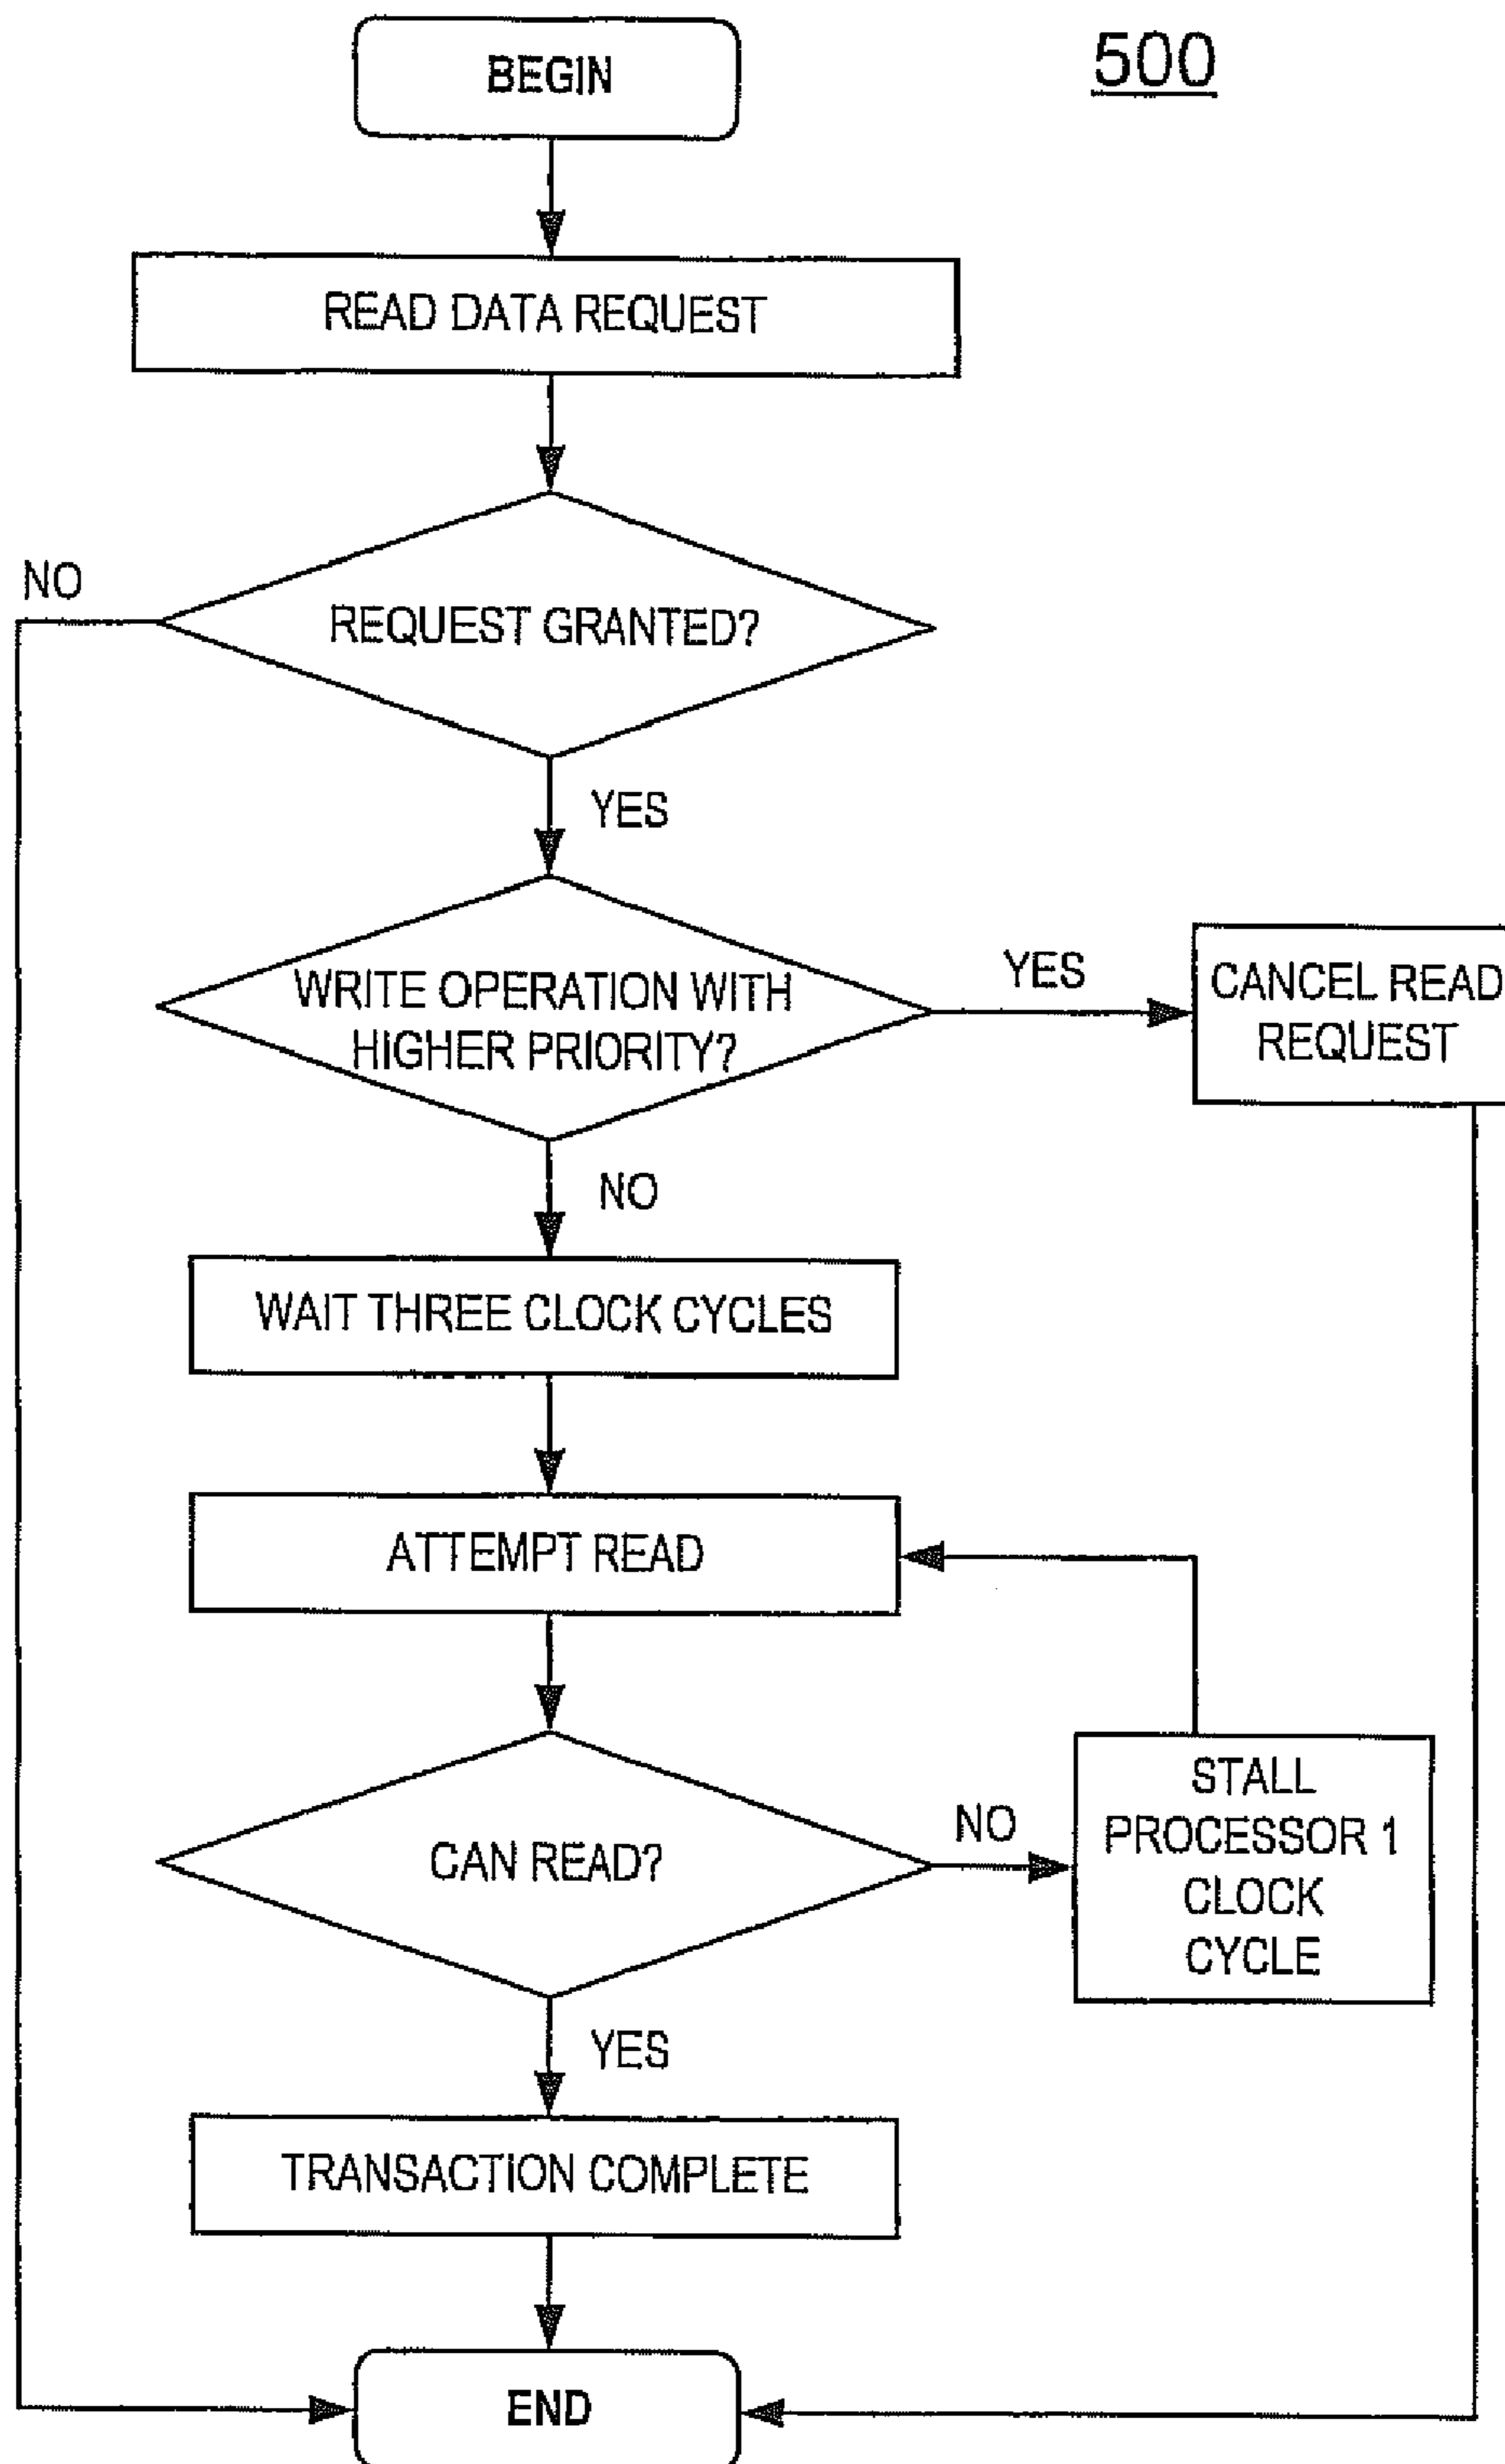 500
BEGIN
READ DATA REQUEST
REQUEST GRANTED?
NO
YES
WRITE OPERATION WITH
HIGHER PRIORITY?
YES
CANCEL READ
REQUEST
NO
WAIT THREE CLOCK CYCLES
ATTEMPT READ
CAN READ?
NO
STALL
PROCESSOR 1
CLOCK
CYCLE
YES
TRANSACTION COMPLETE
END